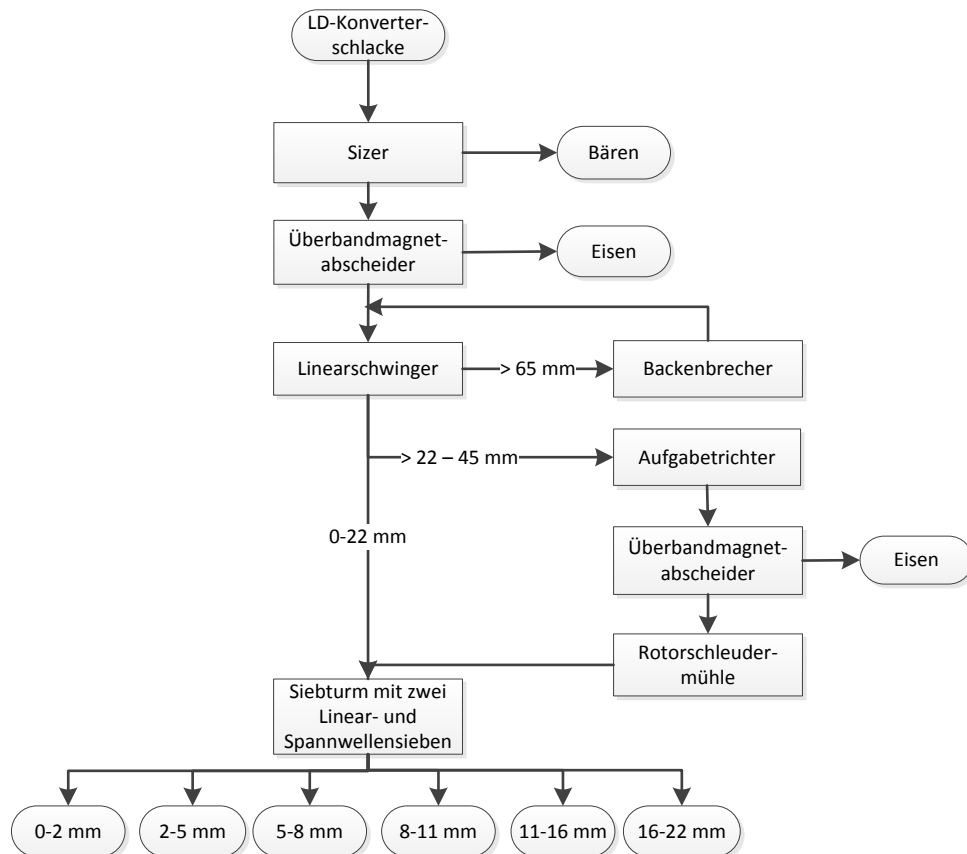 LD-Konverter-
schlacke
Sizer
Bären
Überbandmagnet-
abscheider
Eisen
Linearschwinger
> 65 mm
Backenbrecher
> 22 – 45 mm
Aufgabetrichter
0-22 mm
Überbandmagnet-
abscheider
Eisen
Rotorschleuder-
mühle
Siebturm mit zwei
Linear- und
Spannwellensieben
0-2 mm
2-5 mm
5-8 mm
8-11 mm
11-16 mm
16-22 mm